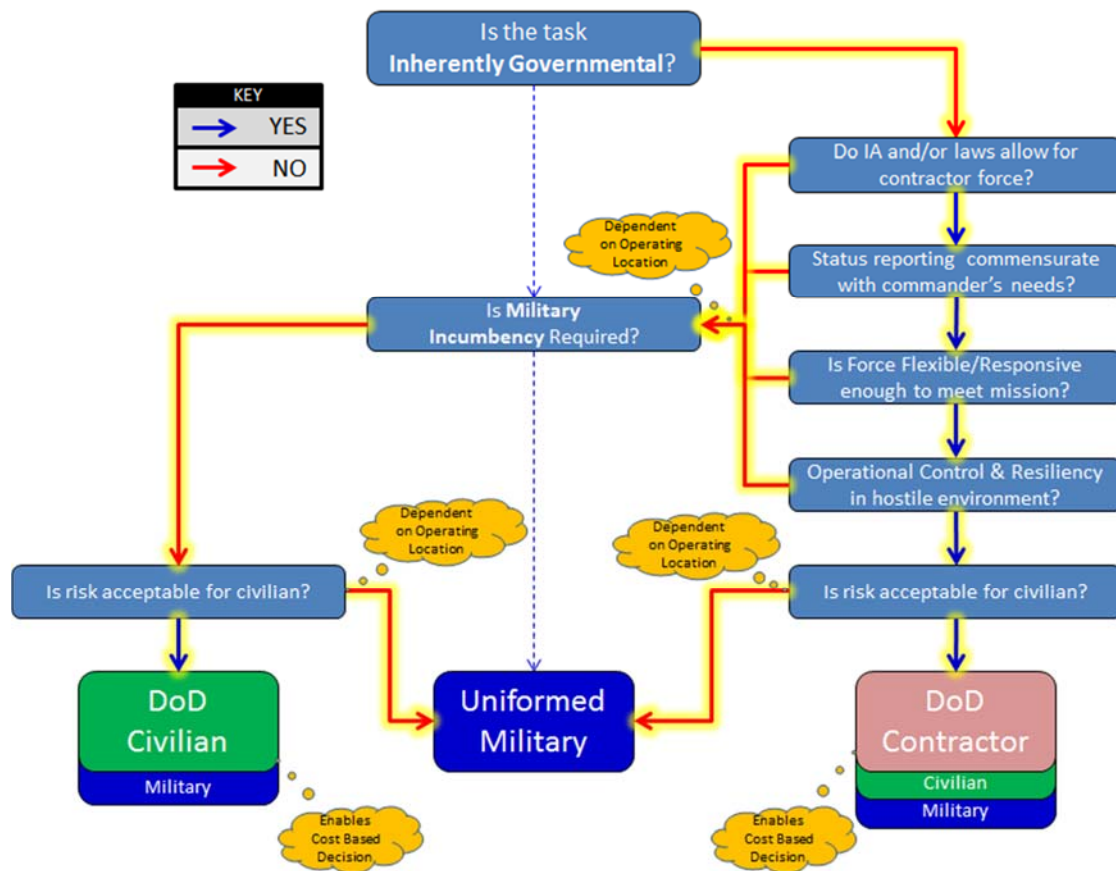 Is the task
Inherently Governmental?
KEY
YES
NO
Do IA and/or laws allow for
contractor force?
Dependent
on Operating
Location
Status reporting commensurate
with commander's needs?
Is Military
Incumbency Required?
Is Force Flexible/Responsive
enough to meet mission?
Operational Control & Resiliency
in hostile environment?
Dependent
on Operating
Location
Dependent
on Operating
Location
Is risk acceptable for civilian?
Is risk acceptable for civilian?
DoD
Civilian
Military
Uniformed
Military
DoD
Contractor
Civilian
Military
Enables
Cost Based
Decision
Enables
Cost Based
Decision